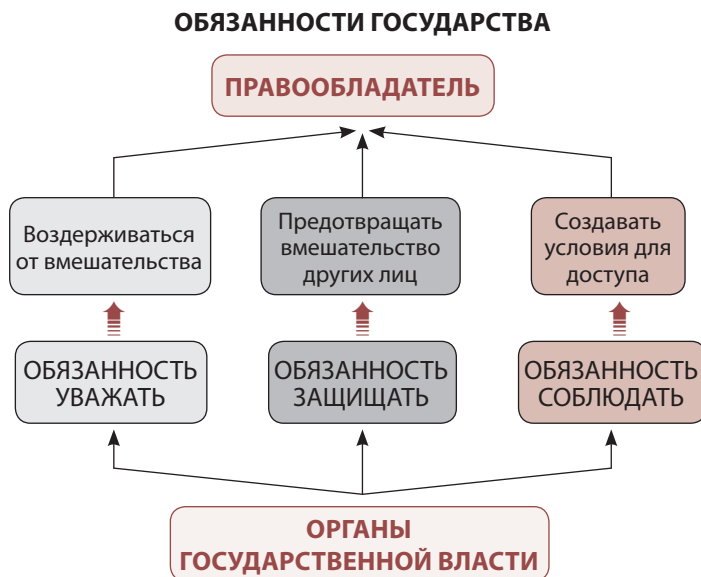 ОБЯЗАННОСТИ ГОСУДАРСТВА
ПРАВООБЛАДАТЕЛЬ
Воздерживаться
от вмешательства
Предотвращать
вмешательство
других лиц
Создавать
условия для
доступа
ОБЯЗАННОСТЬ
УВАЖАТЬ
ОБЯЗАННОСТЬ
ЗАЩИЩАТЬ
ОБЯЗАННОСТЬ
СОБЛЮДАТЬ
ОРГАНЫ
ГОСУДАРСТВЕННОЙ ВЛАСТИ